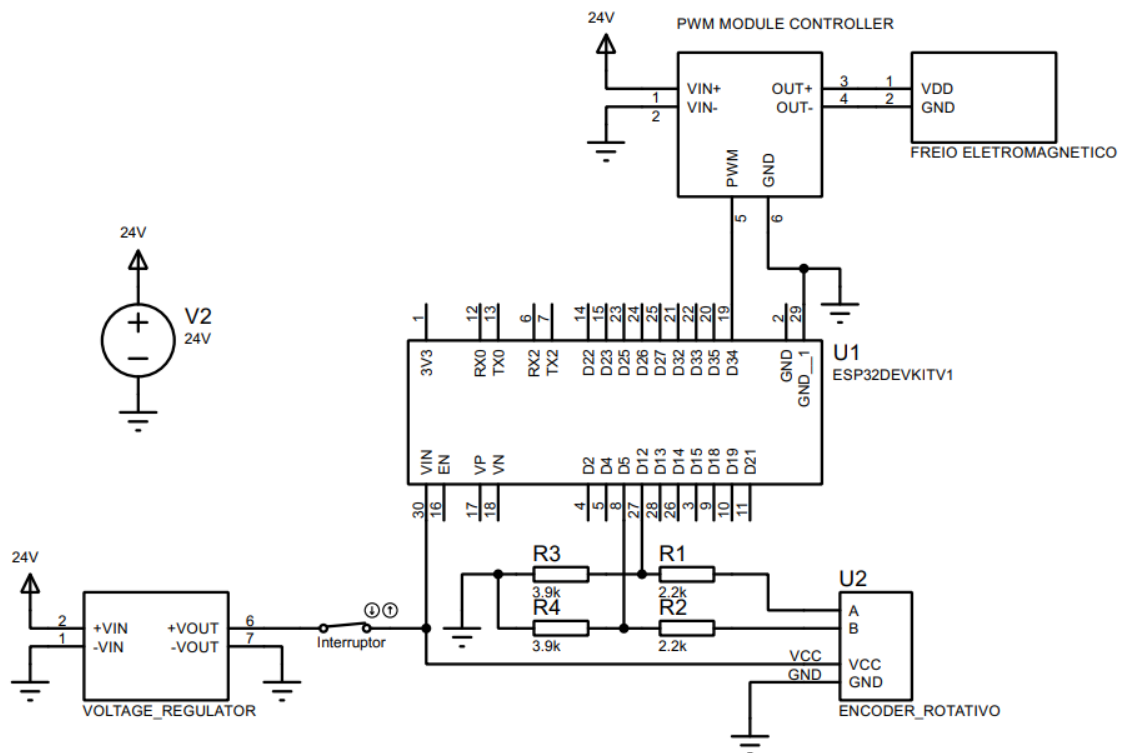 24V
PWM MODULE CONTROLLER
VIN+
1
VIN-
2
OUT+
3
OUT-
4
PWM
5
GND
6
1
VDD
2
GND
FREIO ELETROMAGNETICO
24V
V2
24V
1
12
13
6
7
14
15
23
24
25
21
22
20
19
2
29
3V3
RX0
TX0
RX2
TX2
D22
D23
D25
D26
D27
D32
D33
D35
D34
GND
GND__1
U1
ESP32DEVKITV1
VIN
EN
VP
VN
D2
D4
D5
D12
D13
D14
D15
D18
D19
D21
30
16
17
18
4
5
8
27
28
26
3
9
10
11
24V
2
+VIN
1
-VIN
+VOUT
6
-VOUT
7
VOLTAGE_REGULATOR
Interruptor
R3
3.9k
R1
2.2k
R4
3.9k
R2
2.2k
U2
A
B
VCC
VCC
GND
GND
ENCODER_ROTATIVO